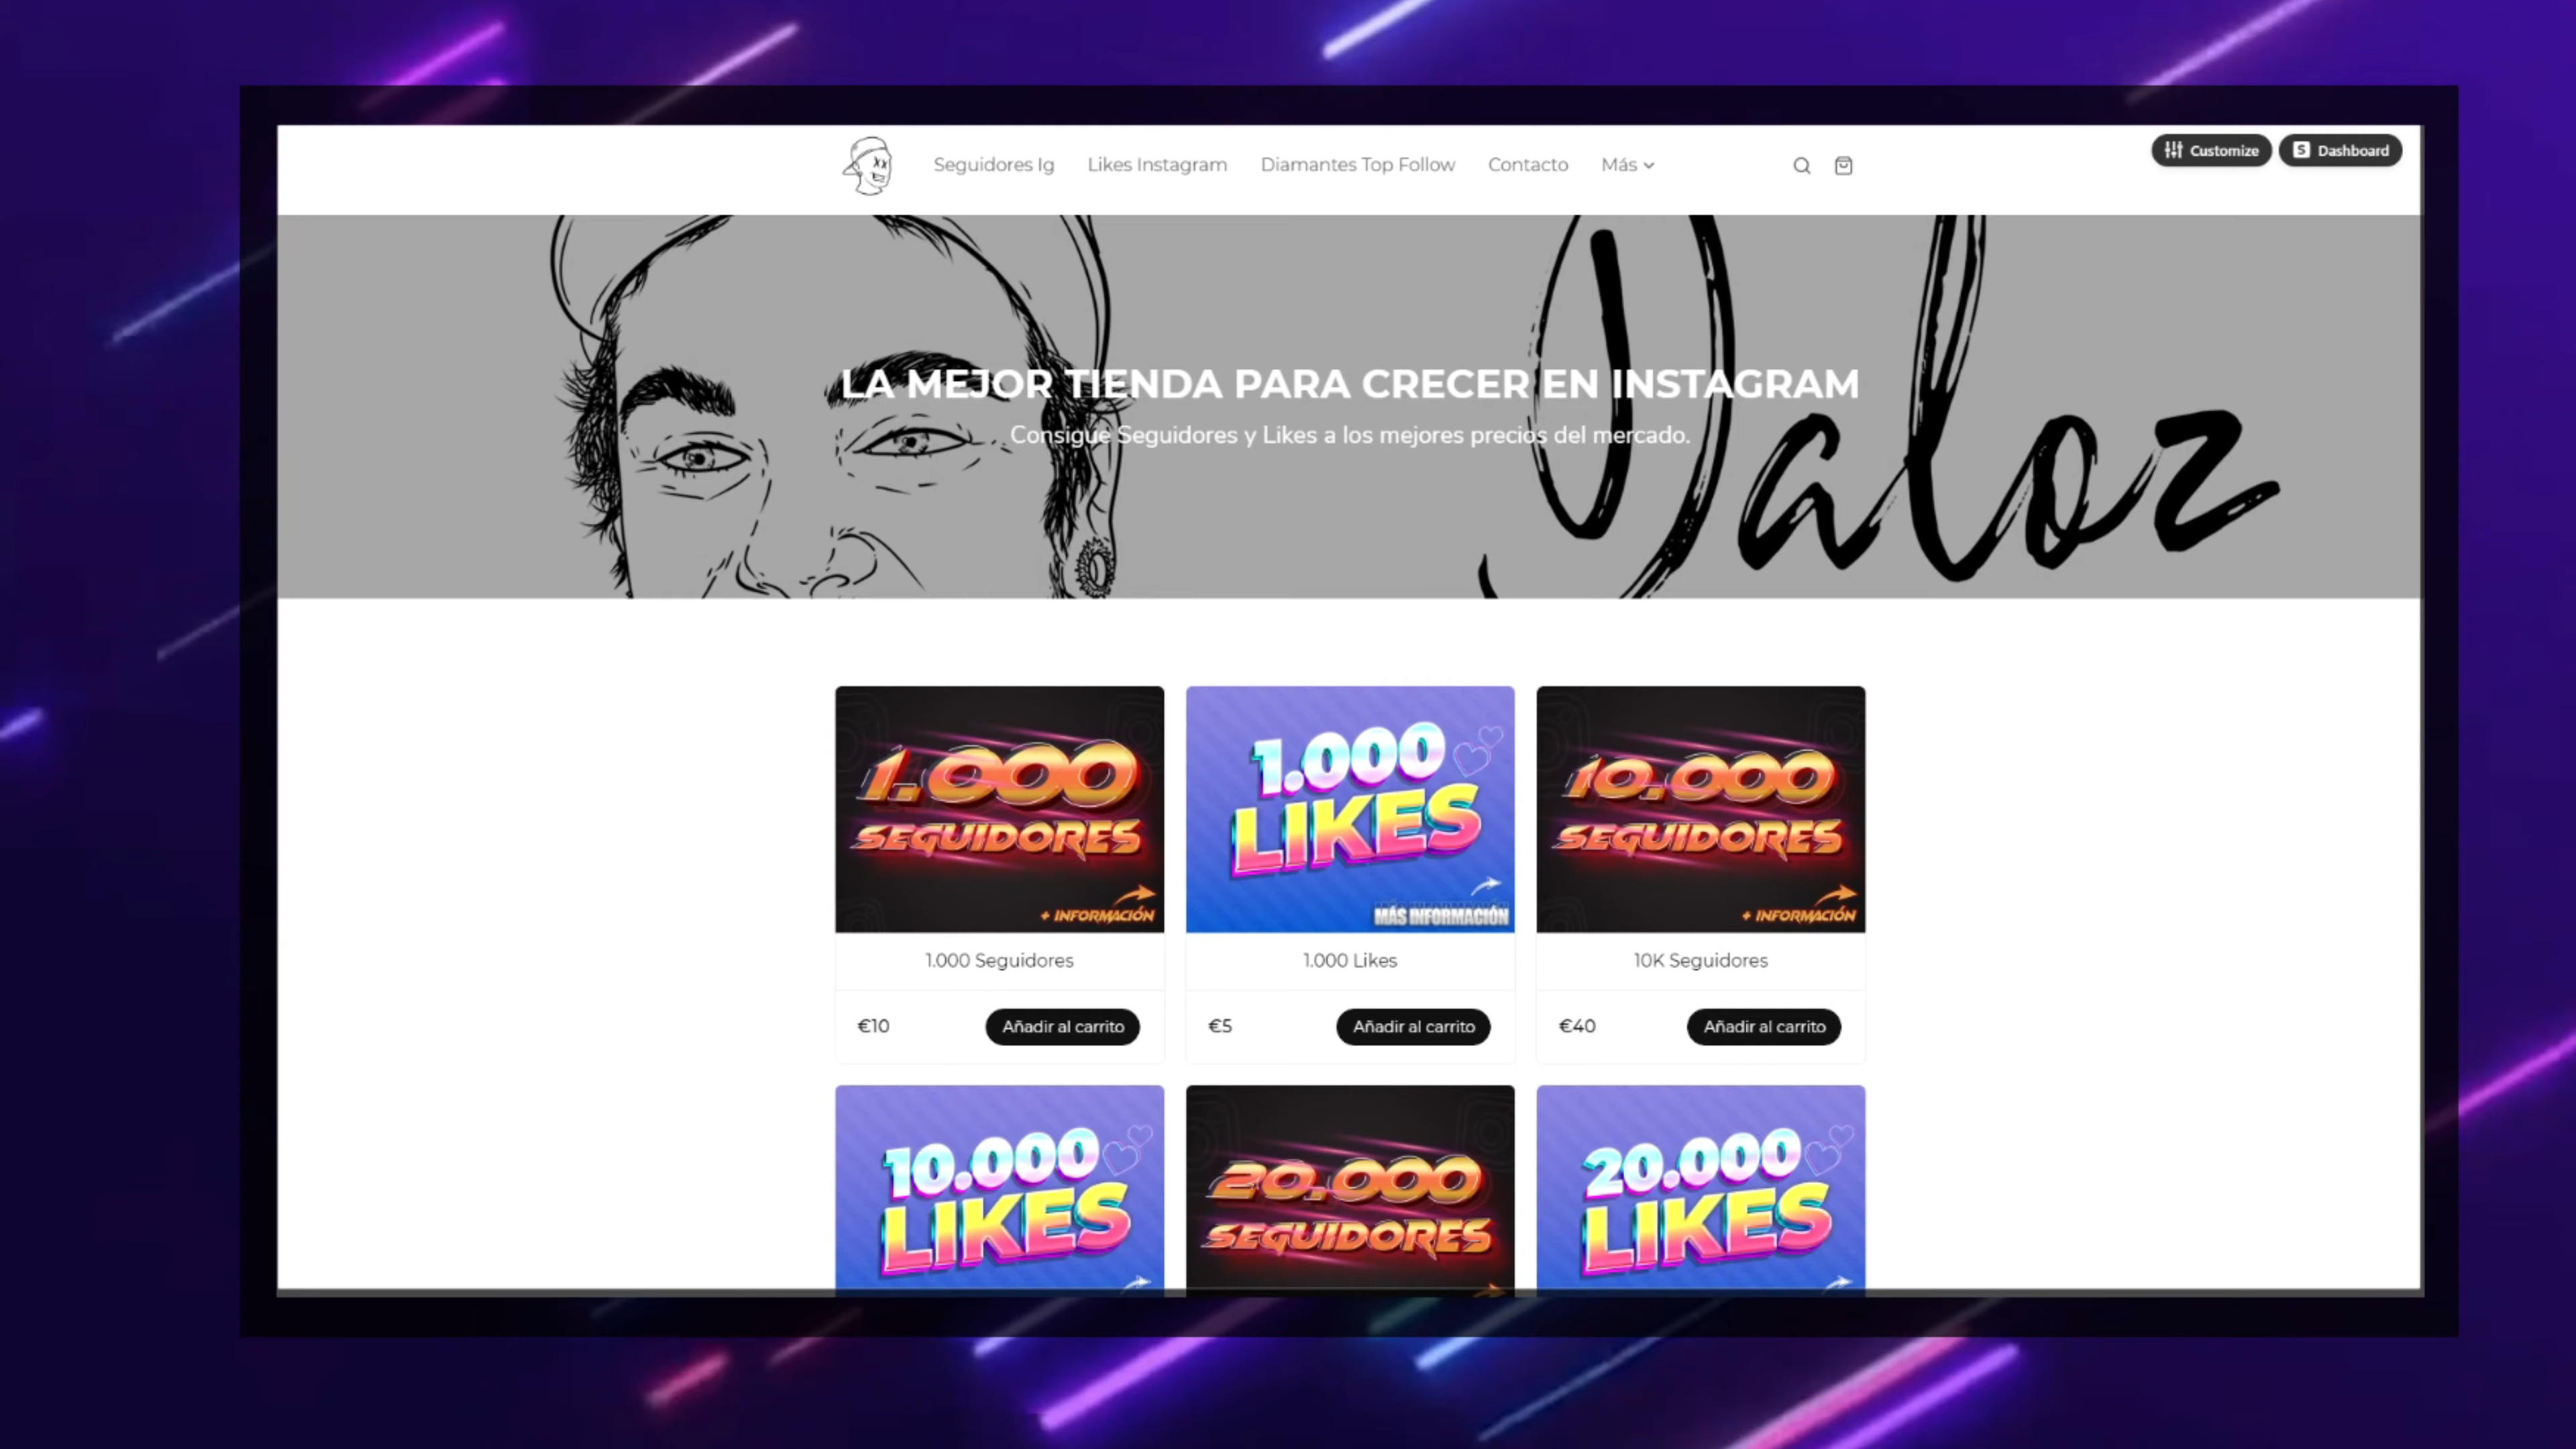 Seguidores Ig Likes Instagram Diamantes Top Follow Contacto Más
Customize Dashboard
LA MEJOR TIENDA PARA CRECER EN INSTAGRAM
Consigue Seguidores y Likes a los mejores precios del mercado.
Daloz
1.000
SEGUIDORES
+ INFORMACIÓN
1.000
LIKES
MÁS INFORMACIÓN
10.000
SEGUIDORES
+ INFORMACIÓN
1.000 Seguidores
1.000 Likes
10K Seguidores
€10 Añadir al carrito
€5 Añadir al carrito
€40 Añadir al carrito
10.000
LIKES
20.000
SEGUIDORES
20.000
LIKES